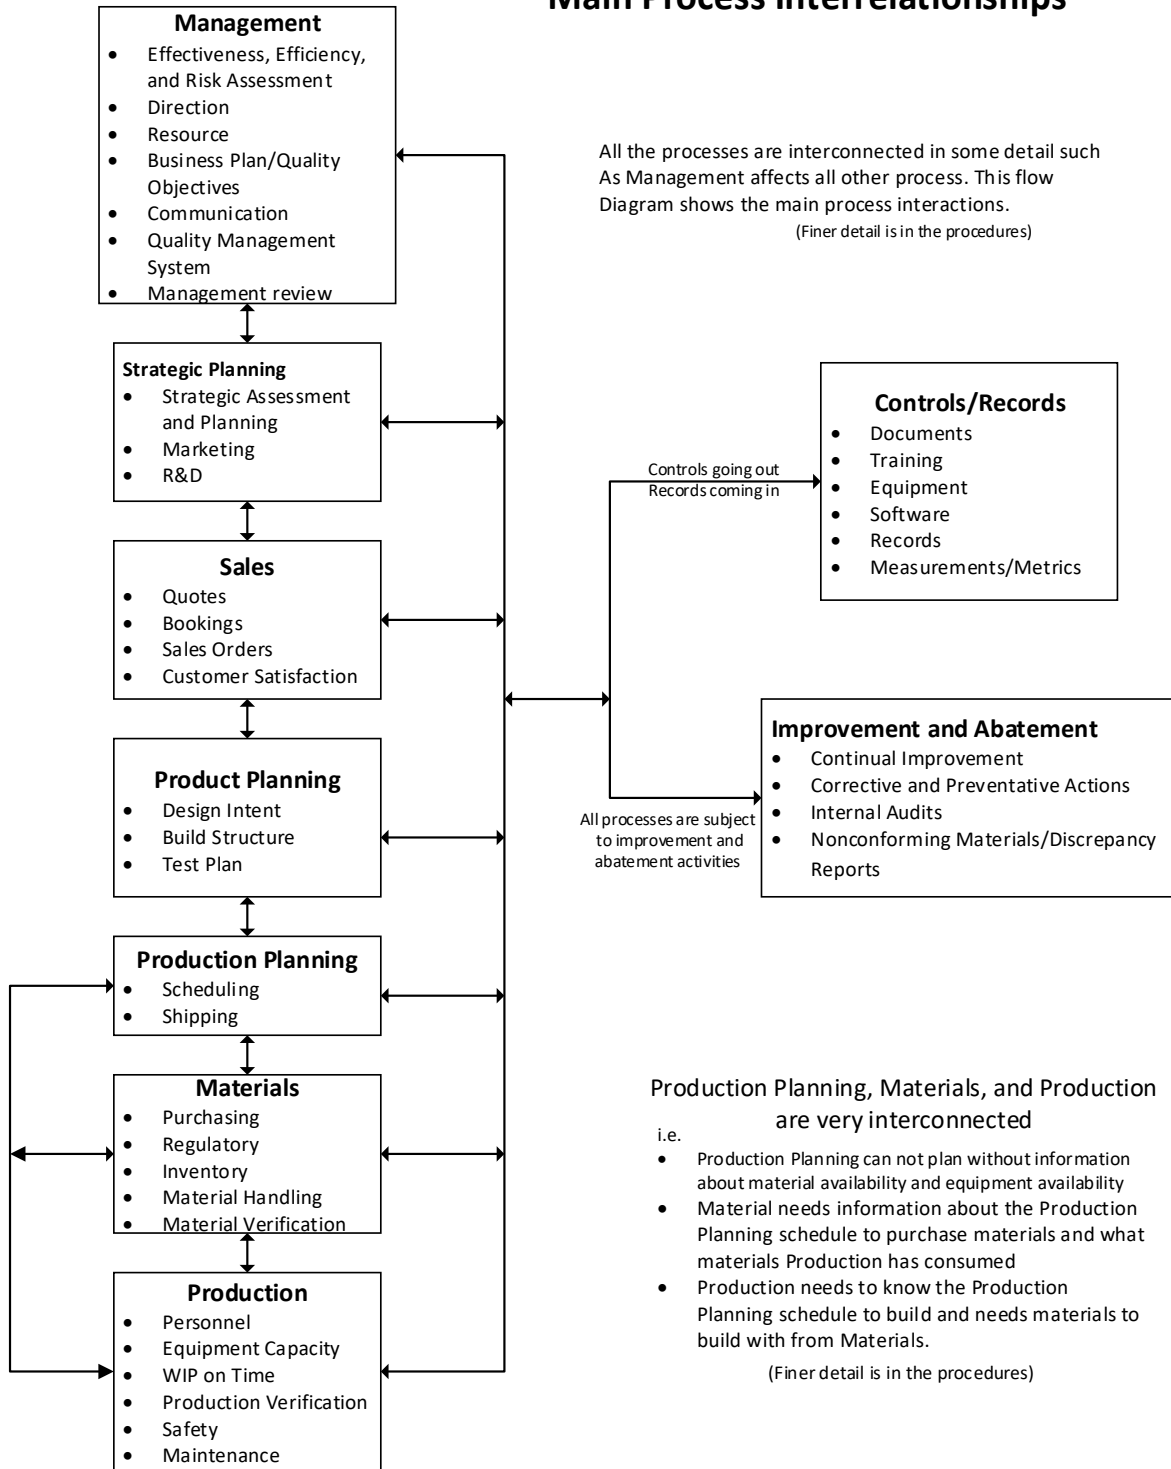 Main Process Interrelationships
Management
• Effectiveness, Efficiency,
and Risk Assessment
• Direction
• Resource
• Business Plan/Quality
Objectives
• Communication
• Quality Management
System
• Management review
All the processes are interconnected in some detail such
As Management affects all other process. This flow
Diagram shows the main process interactions.
(Finer detail is in the procedures)
Strategic Planning
• Strategic Assessment
and Planning
• Marketing
• R&D
Controls/Records
• Documents
• Training
• Equipment
• Software
• Records
• Measurements/Metrics
Controls going out
Records coming in
Sales
• Quotes
• Bookings
• Sales Orders
• Customer Satisfaction
Improvement and Abatement
• Continual Improvement
• Corrective and Preventative Actions
• Internal Audits
• Nonconforming Materials/Discrepancy
Reports
All processes are subject
to improvement and
abatement activities
Product Planning
• Design Intent
• Build Structure
• Test Plan
Production Planning
• Scheduling
• Shipping
Materials
• Purchasing
• Regulatory
• Inventory
• Material Handling
• Material Verification
Production Planning, Materials, and Production
are very interconnected
i.e.
• Production Planning can not plan without information
about material availability and equipment availability
• Material needs information about the Production
Planning schedule to purchase materials and what
materials Production has consumed
• Production needs to know the Production
Planning schedule to build and needs materials to
build with from Materials.
(Finer detail is in the procedures)
Production
• Personnel
• Equipment Capacity
• WIP on Time
• Production Verification
• Safety
• Maintenance